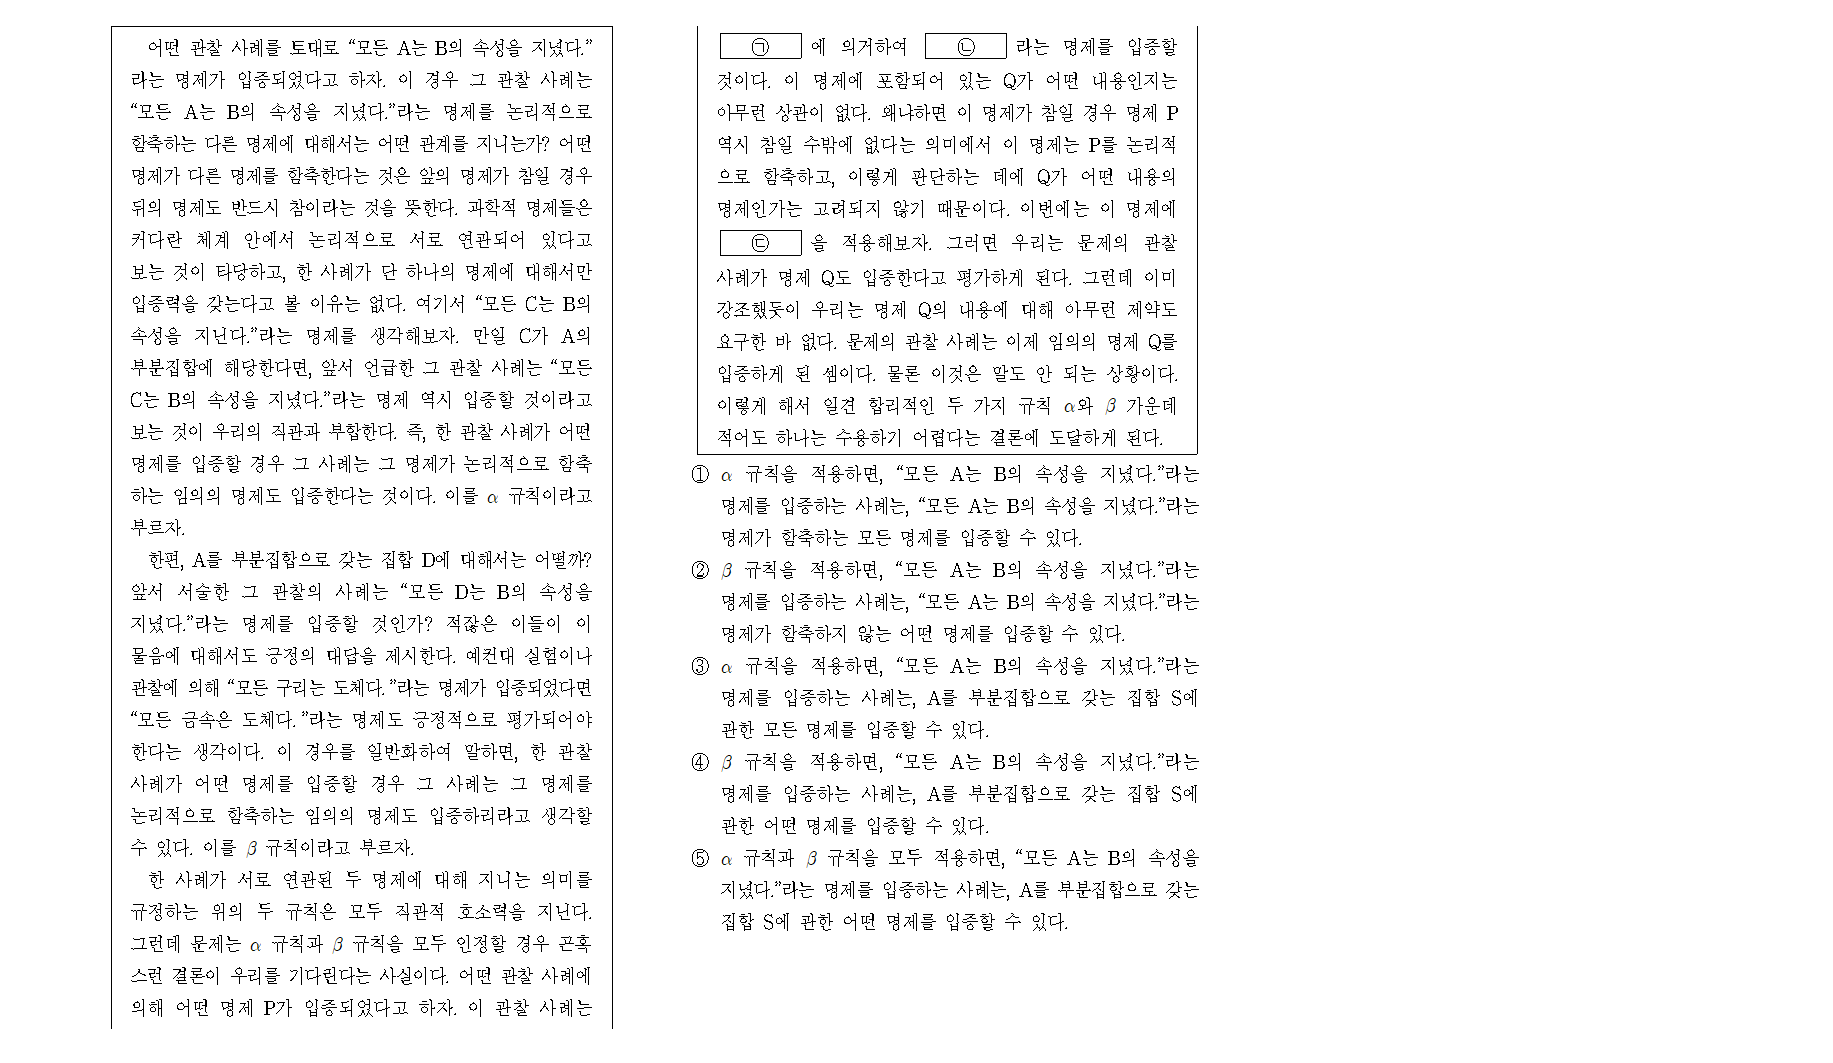 어떤 관찰 사례를 토대로 “모든 A는 B의 속성을 지녔다.”
라는 명제가 입증되었다고 하자. 이 경우 그 관찰 사례는
“모든 A는 B의 속성을 지녔다.”라는 명제를 논리적으로
함축하는 다른 명제에 대해서는 어떤 관계를 지니는가? 어떤
명제가 다른 명제를 함축한다는 것은 앞의 명제가 참일 경우
뒤의 명제도 반드시 참이라는 것을 뜻한다. 과학적 명제들은
커다란 체계 안에서 논리적으로 서로 연관되어 있다고
보는 것이 타당하고, 한 사례가 단 하나의 명제에 대해서만
입증력을 갖는다고 볼 이유는 없다. 여기서 “모든 C는 B의
속성을 지닌다.”라는 명제를 생각해보자. 만일 C가 A의
부분집합에 해당한다면, 앞서 언급한 그 관찰 사례는 “모든
C는 B의 속성을 지녔다.”라는 명제 역시 입증할 것이라고
보는 것이 우리의 직관과 부합한다. 즉, 한 관찰 사례가 어떤
명제를 입증할 경우 그 사례는 그 명제가 논리적으로 함축
하는 임의의 명제도 입증한다는 것이다. 이를 α 규칙이라고
부르자.
한편, A를 부분집합으로 갖는 집합 D에 대해서는 어떨까?
앞서 서술한 그 관찰의 사례는 “모든 D는 B의 속성을
지녔다.”라는 명제를 입증할 것인가? 적잖은 이들이 이
물음에 대해서도 긍정의 대답을 제시한다. 예컨대 실험이나
관찰에 의해 “모든 구리는 도체다.”라는 명제가 입증되었다면
“모든 금속은 도체다.”라는 명제도 긍정적으로 평가되어야
한다는 생각이다. 이 경우를 일반화하여 말하면, 한 관찰
사례가 어떤 명제를 입증할 경우 그 사례는 그 명제를
논리적으로 함축하는 임의의 명제도 입증하리라고 생각할
수 있다. 이를 β 규칙이라고 부르자.
한 사례가 서로 연관된 두 명제에 대해 지니는 의미를
규정하는 위의 두 규칙은 모두 직관적 호소력을 지닌다.
그런데 문제는 α 규칙과 β 규칙을 모두 인정할 경우 곤혹
스런 결론이 우리를 기다린다는 사실이다. 어떤 관찰 사례에
의해 어떤 명제 P가 입증되었다고 하자. 이 관찰 사례는
㉠ 에 의거하여 ㉡ 라는 명제를 입증할
것이다. 이 명제에 포함되어 있는 Q가 어떤 내용인지는
아무런 상관이 없다. 왜냐하면 이 명제가 참일 경우 명제 P
역시 참일 수밖에 없다는 의미에서 이 명제는 P를 논리적
으로 함축하고, 이렇게 판단하는 데에 Q가 어떤 내용의
명제인가는 고려되지 않기 때문이다. 이번에는 이 명제에
㉢ 을 적용해보자. 그러면 우리는 문제의 관찰
사례가 명제 Q도 입증한다고 평가하게 된다. 그런데 이미
강조했듯이 우리는 명제 Q의 내용에 대해 아무런 제약도
요구한 바 없다. 문제의 관찰 사례는 이제 임의의 명제 Q를
입증하게 된 셈이다. 물론 이것은 말도 안 되는 상황이다.
이렇게 해서 일견 합리적인 두 가지 규칙 α와 β 가운데
적어도 하나는 수용하기 어렵다는 결론에 도달하게 된다.
① α 규칙을 적용하면, “모든 A는 B의 속성을 지녔다.”라는
명제를 입증하는 사례는, “모든 A는 B의 속성을 지녔다.”라는
명제가 함축하는 모든 명제를 입증할 수 있다.
② β 규칙을 적용하면, “모든 A는 B의 속성을 지녔다.”라는
명제를 입증하는 사례는, “모든 A는 B의 속성을 지녔다.”라는
명제가 함축하지 않는 어떤 명제를 입증할 수 있다.
③ α 규칙을 적용하면, “모든 A는 B의 속성을 지녔다.”라는
명제를 입증하는 사례는, A를 부분집합으로 갖는 집합 S에
관한 모든 명제를 입증할 수 있다.
④ β 규칙을 적용하면, “모든 A는 B의 속성을 지녔다.”라는
명제를 입증하는 사례는, A를 부분집합으로 갖는 집합 S에
관한 어떤 명제를 입증할 수 있다.
⑤ α 규칙과 β 규칙을 모두 적용하면, “모든 A는 B의 속성을
지녔다.”라는 명제를 입증하는 사례는, A를 부분집합으로 갖는
집합 S에 관한 어떤 명제를 입증할 수 있다.